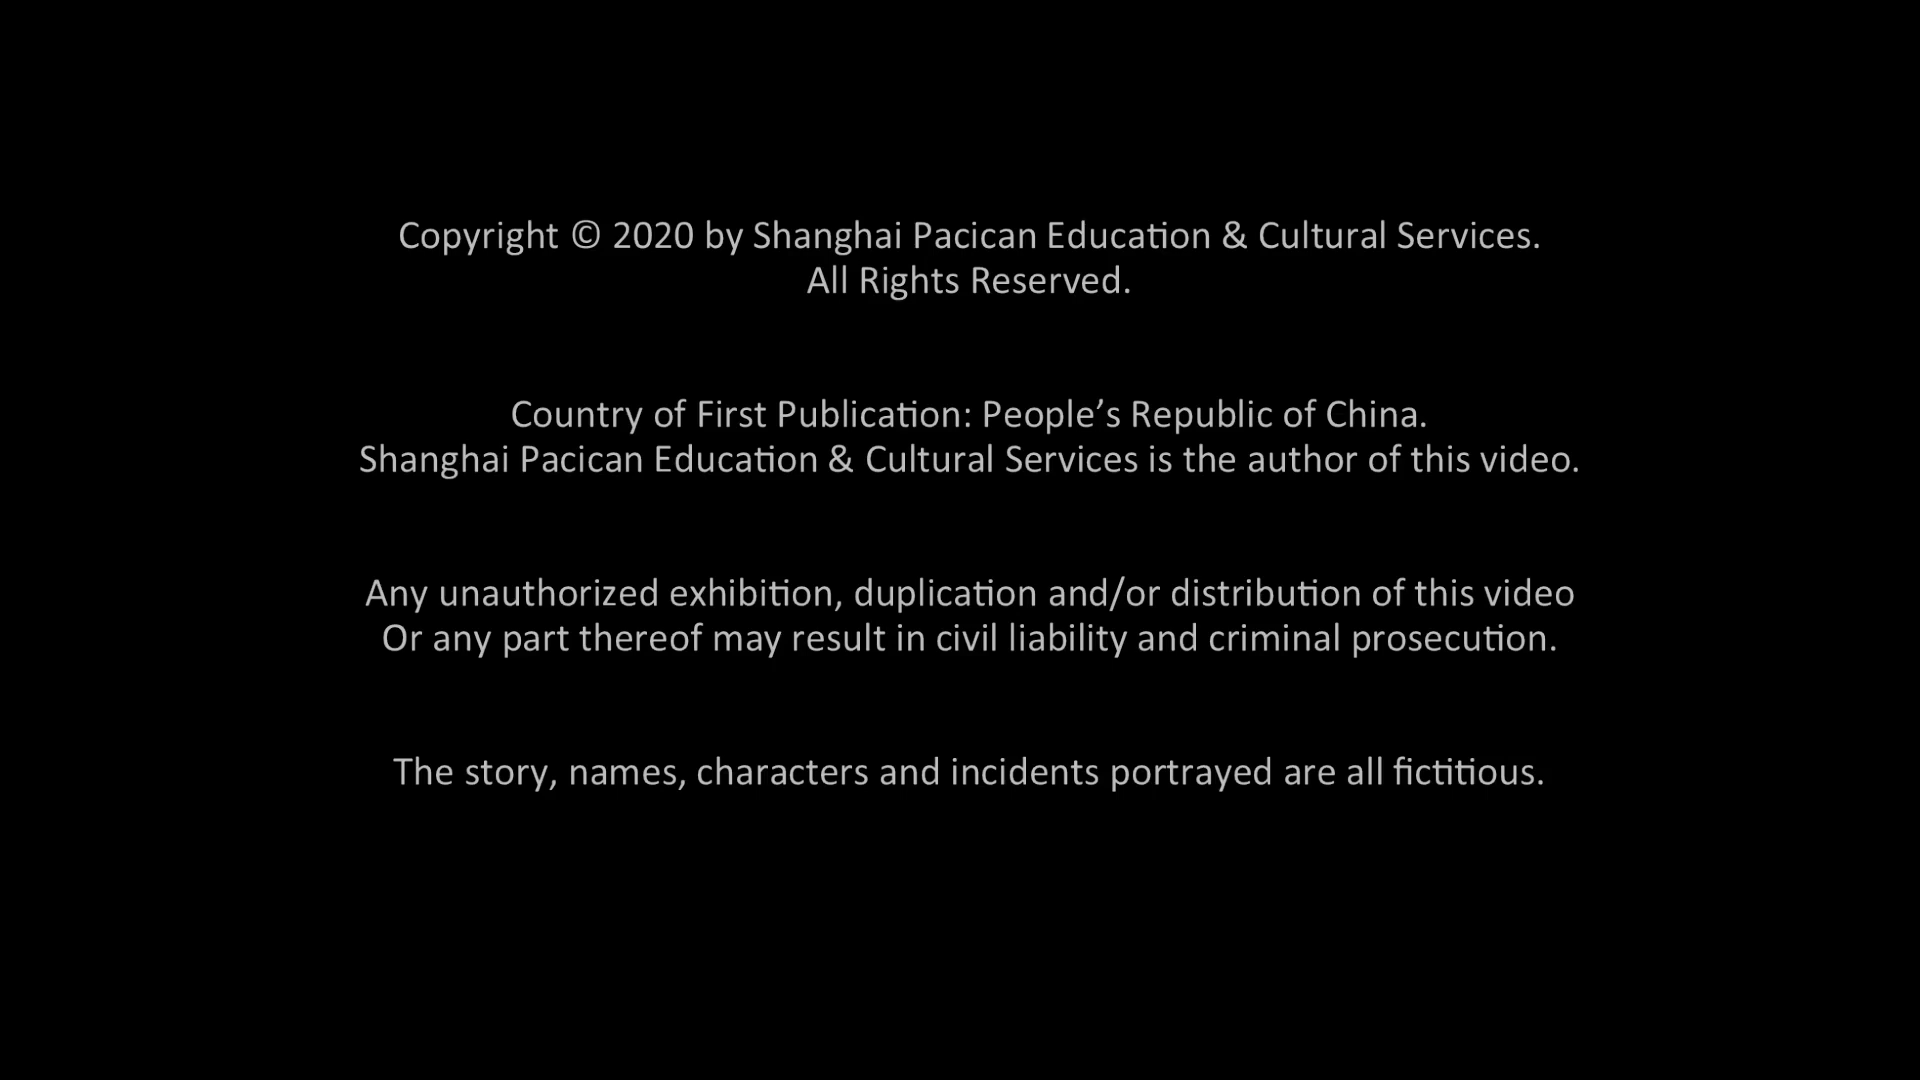 Copyright © 2020 by Shanghai Pacican Education & Cultural Services.
All Rights Reserved.
Country of First Publication: People’s Republic of China.
Shanghai Pacican Education & Cultural Services is the author of this video.
Any unauthorized exhibition, duplication and/or distribution of this video
Or any part thereof may result in civil liability and criminal prosecution.
The story, names, characters and incidents portrayed are all fictitious.